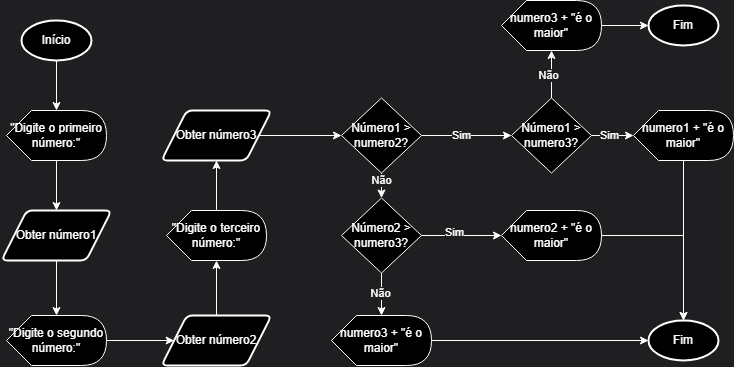 Início
"Digite o primeiro
número:"
Obter número1
"Digite o segundo
número:"
Obter número2
"Digite o terceiro
número:"
Obter número3
Número1 >
numero2?
Sim
Número1 >
numero3?
Não
numero3 + "é o
maior"
Fim
Sim
numero1 + "é o
maior"
Não
Número2 >
numero3?
Sim
numero2 + "é o
maior"
Não
numero3 + "é o
maior"
Fim